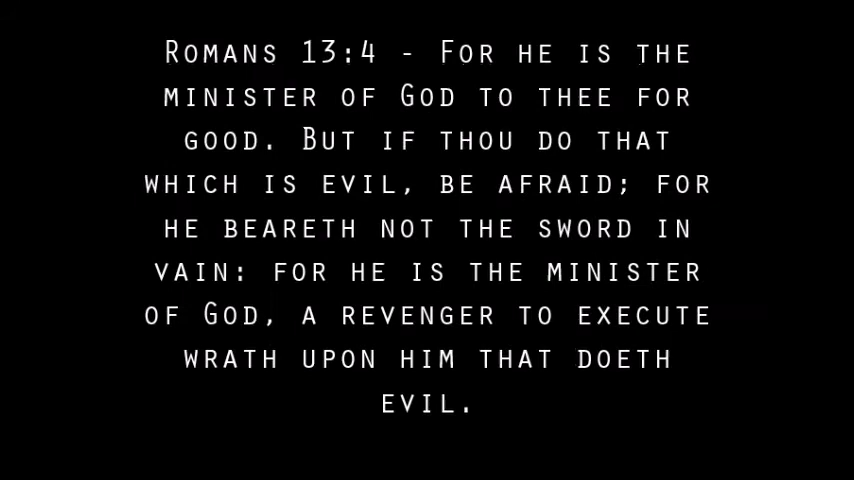 Romans 13:4 - For he is the
minister of God to thee for
good. But if thou do that
which is evil, be afraid; for
he beareth not the sword in
vain: for he is the minister
of God, a revenger to execute
wrath upon him that doeth
evil.